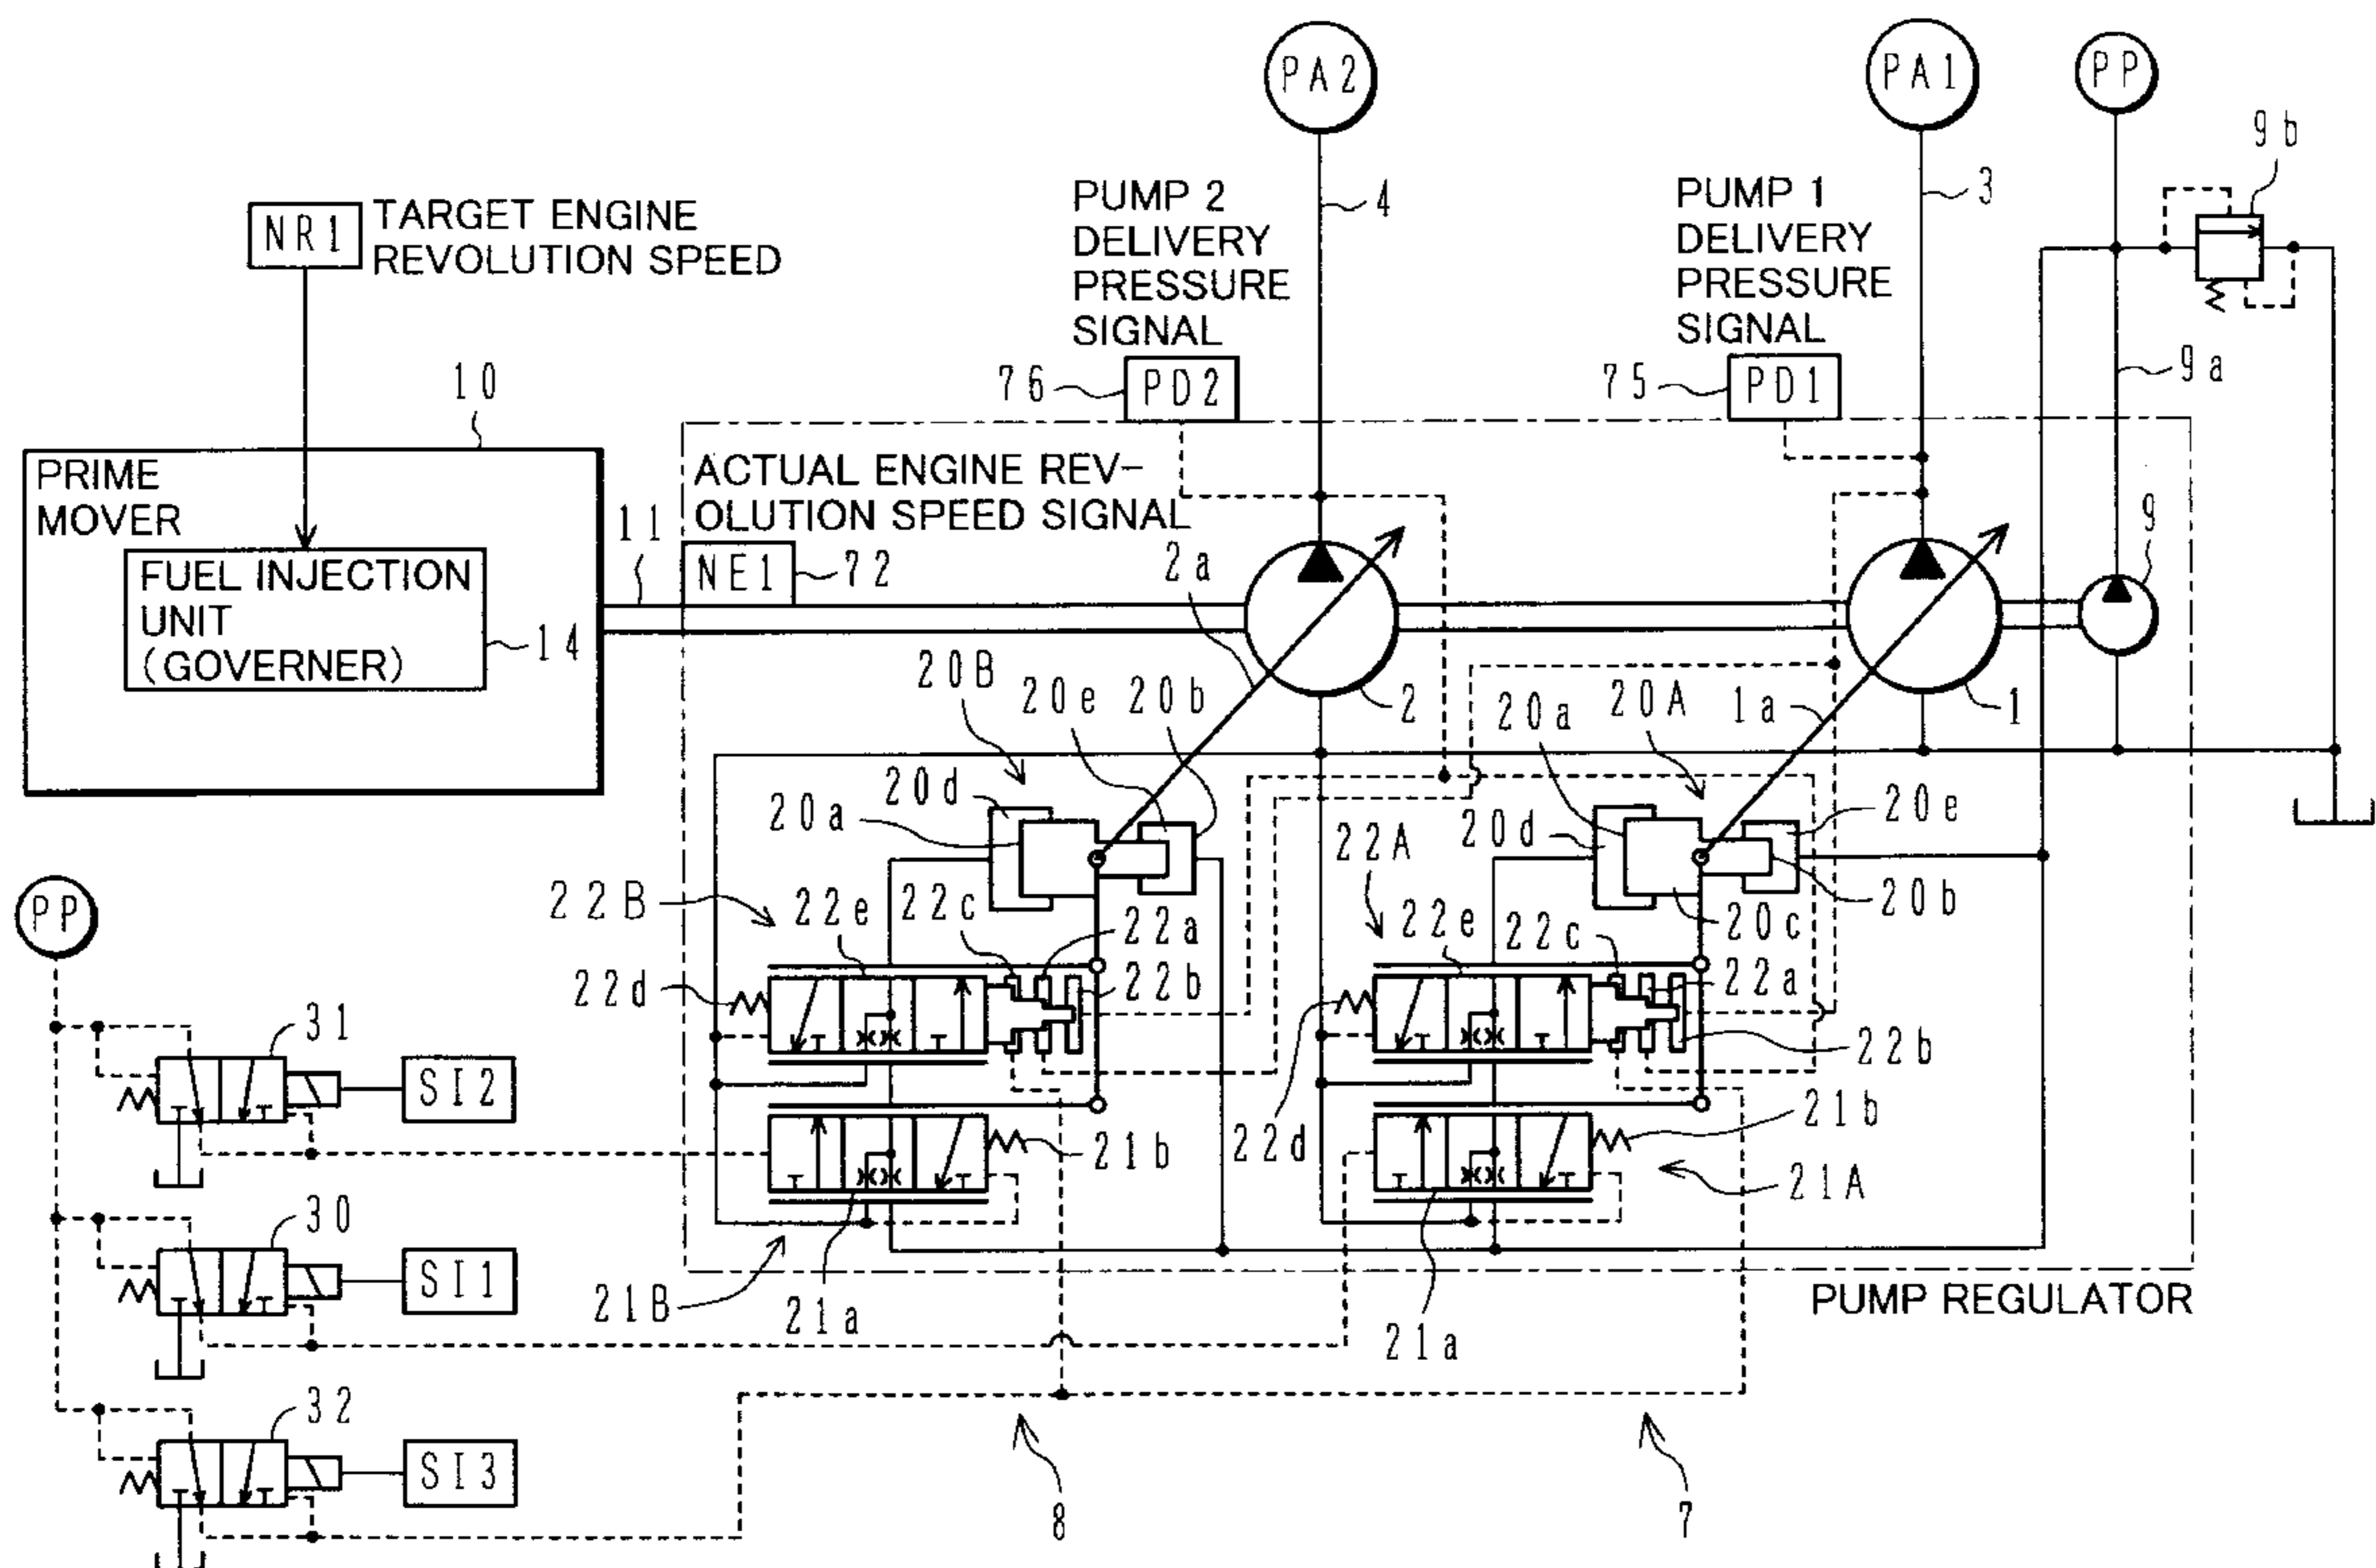 PA2
PA1
PP
9b
PUMP 2
DELIVERY
PRESSURE
SIGNAL
4
PUMP 1
DELIVERY
PRESSURE
SIGNAL
3
NR1
TARGET ENGINE
REVOLUTION SPEED
10
76
PD2
75
PD1
9a
PRIME
MOVER
ACTUAL ENGINE REV-
OLUTION SPEED SIGNAL
11
NE1
72
2a
9
FUEL INJECTION
UNIT
(GOVERNER)
14
20B
20e
20b
2
20a
20A
1a
1
20d
20a
20d
20e
22A
20b
20c
PP
22B
22e
22c
22a
22e
22c
22a
22d
22b
22b
31
SI2
21b
22d
21b
21A
30
SI1
21B
21a
21a
PUMP REGULATOR
32
SI3
8
7